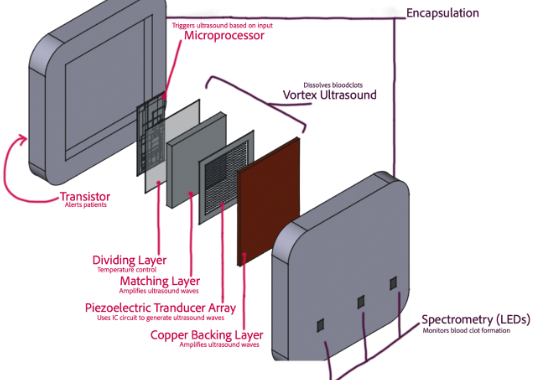 Encapsulation
Triggers ultrasound based on input
Microprocessor
Dissolves bloodclots
Vortex Ultrasound
Transistor
Alerts patients
Dividing Layer
Temperature control
Matching Layer
Amplifies ultrasound waves
Piezoelectric Tranducer Array
Uses IC circuit to generate ultrasound waves
Copper Backing Layer
Amplifies ultrasound waves
Spectrometry (LEDs)
Monitors blood clot formation